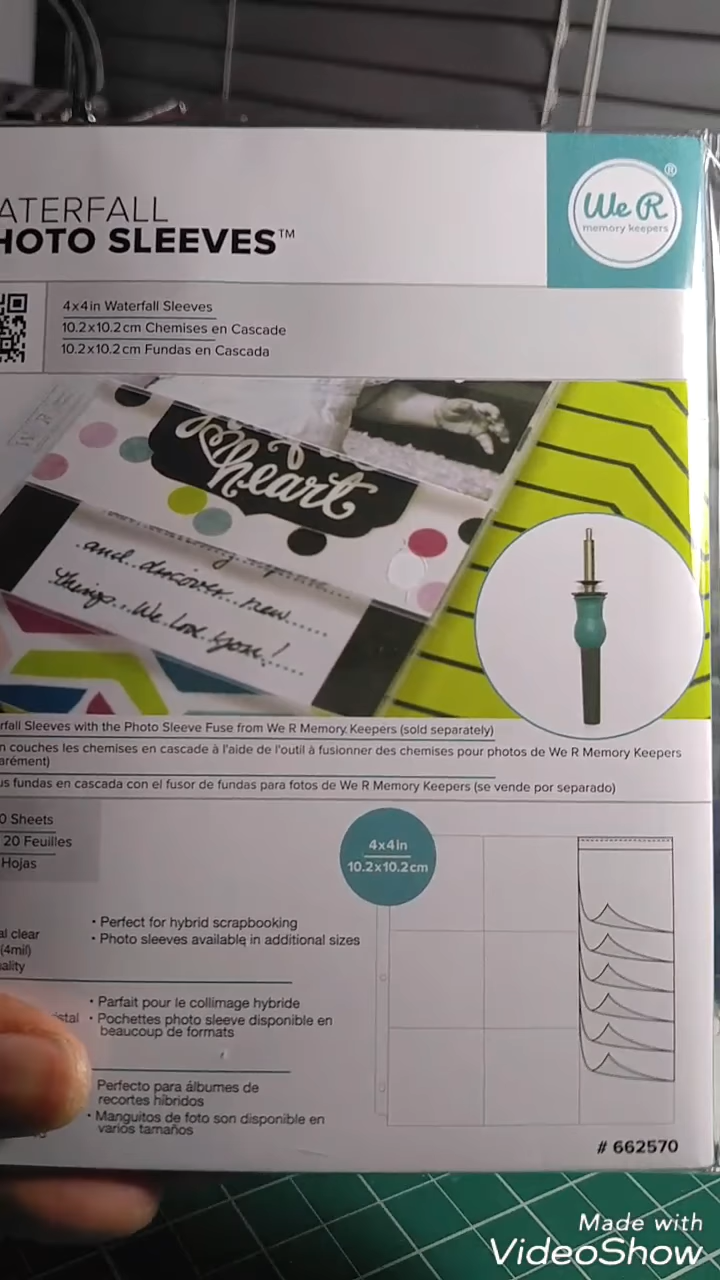 ATERFALL
HOTO SLEEVES™
We R
memory keepers
®
4x4in Waterfall Sleeves
10.2x10.2cm Chemises en Cascade
10.2x10.2cm Fundas en Cascada
heart
and...discover...new......
things...We love you!......
rfall Sleeves with the Photo Sleeve Fuse from We R Memory Keepers (sold separately)
n couches les chemises en cascade à l'aide de l'outil à fusionner des chemises pour photos de We R Memory Keepers
arément)
us fundas en cascada con el fusor de fundas para fotos de We R Memory Keepers (se vende por separado)
0 Sheets
20 Feuilles
Hojas
4x4in
10.2x10.2cm
al clear
(4mil)
ality
• Perfect for hybrid scrapbooking
• Photo sleeves available in additional sizes
stal
• Parfait pour le collimage hybride
• Pochettes photo sleeve disponible en
beaucoup de formats
Perfecto para álbumes de
recortes híbridos
• Manguitos de foto son disponible en
varios tamaños
# 662570
Made with
VideoShow